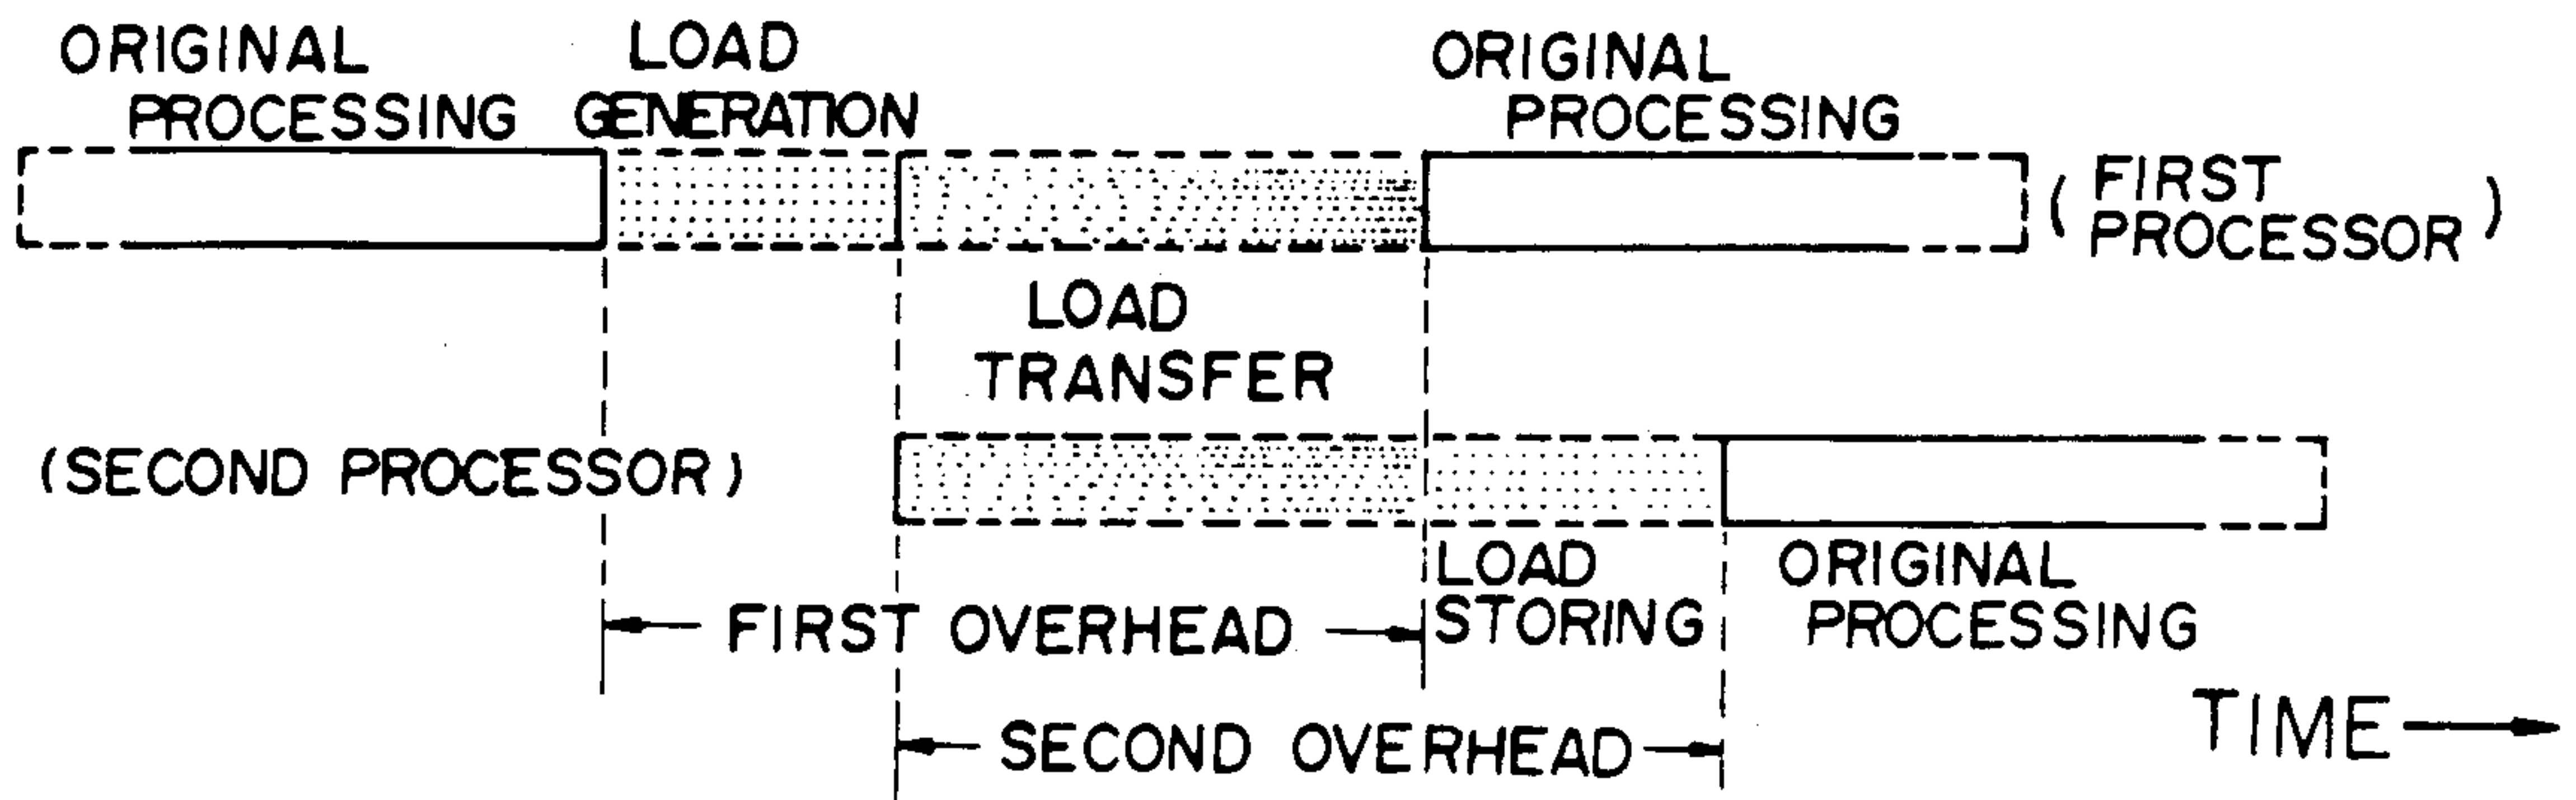 ORIGINAL
PROCESSING
LOAD
GENERATION
ORIGINAL
PROCESSING
( FIRST
PROCESSOR )
LOAD
TRANSFER
(SECOND PROCESSOR)
LOAD
STORING
ORIGINAL
PROCESSING
FIRST OVERHEAD
SECOND OVERHEAD
TIME